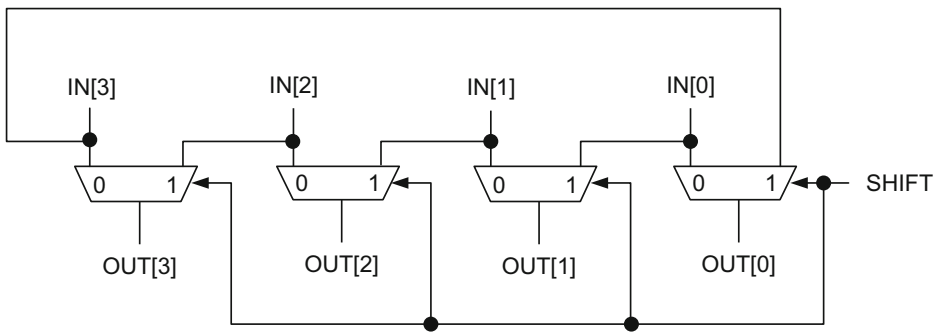 IN[3] IN[2] IN[1] IN[0]
0 1 0 1 0 1 0 1 SHIFT
OUT[3] OUT[2] OUT[1] OUT[0]